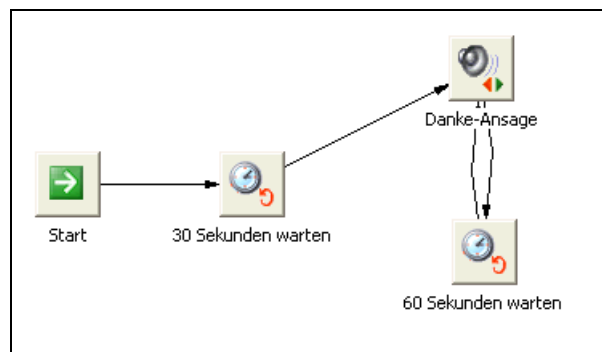 Danke-Ansage
Start
30 Sekunden warten
60 Sekunden warten